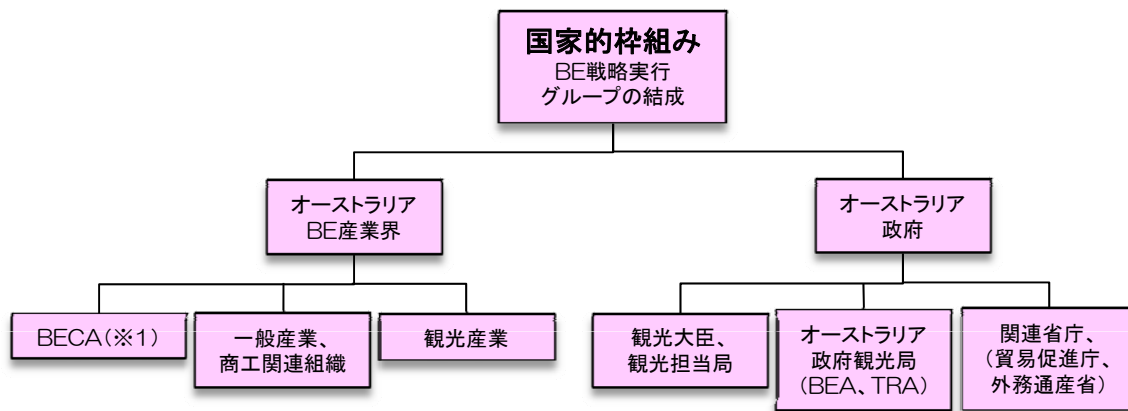 国家的枠組み
BE戦略実行
グループの結成
オーストラリア
BE産業界
オーストラリア
政府
BECA(※1)
一般産業、
商工関連組織
観光産業
観光大臣、
観光担当局
オーストラリア
政府観光局
(BEA、TRA)
関連省庁、
(貿易促進庁、
外務通産省)